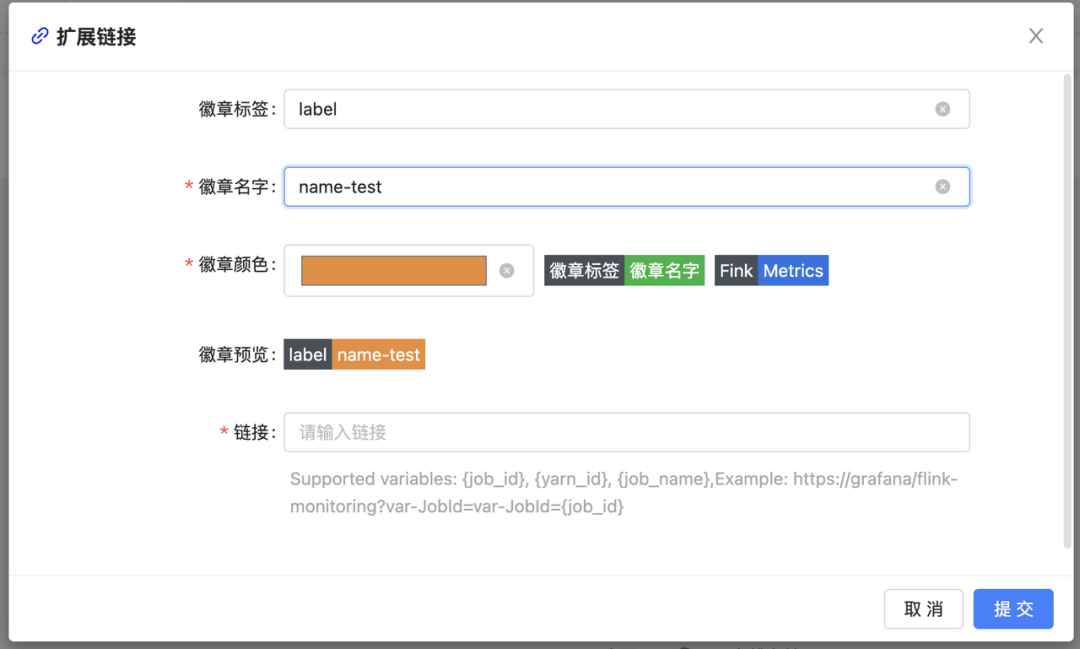 扩展链接
徽章标签: label
* 徽章名字: name-test
* 徽章颜色: 徽章标签 徽章名字 Fink Metrics
徽章预览: label name-test
* 链接: 请输入链接
Supported variables: {job_id}, {yarn_id}, {job_name},Example: https://grafana/flink-
monitoring?var-JobId=var-JobId={job_id}
取 消 提 交